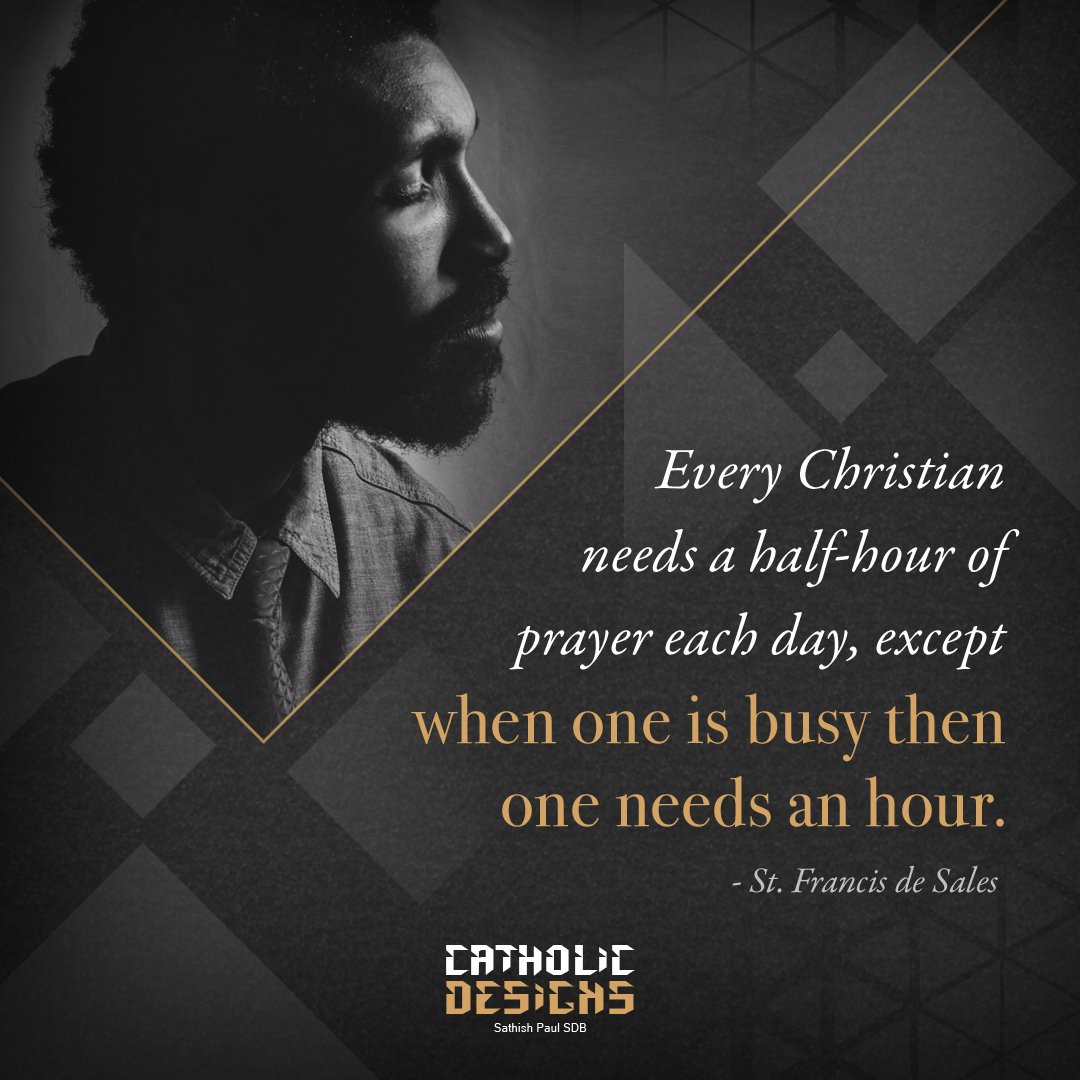 Every Christian
needs a half-hour of
prayer each day, except
when one is busy then
one needs an hour.
- St. Francis de Sales
CATHOLIC
DESIGNS
Sathish Paul SDB